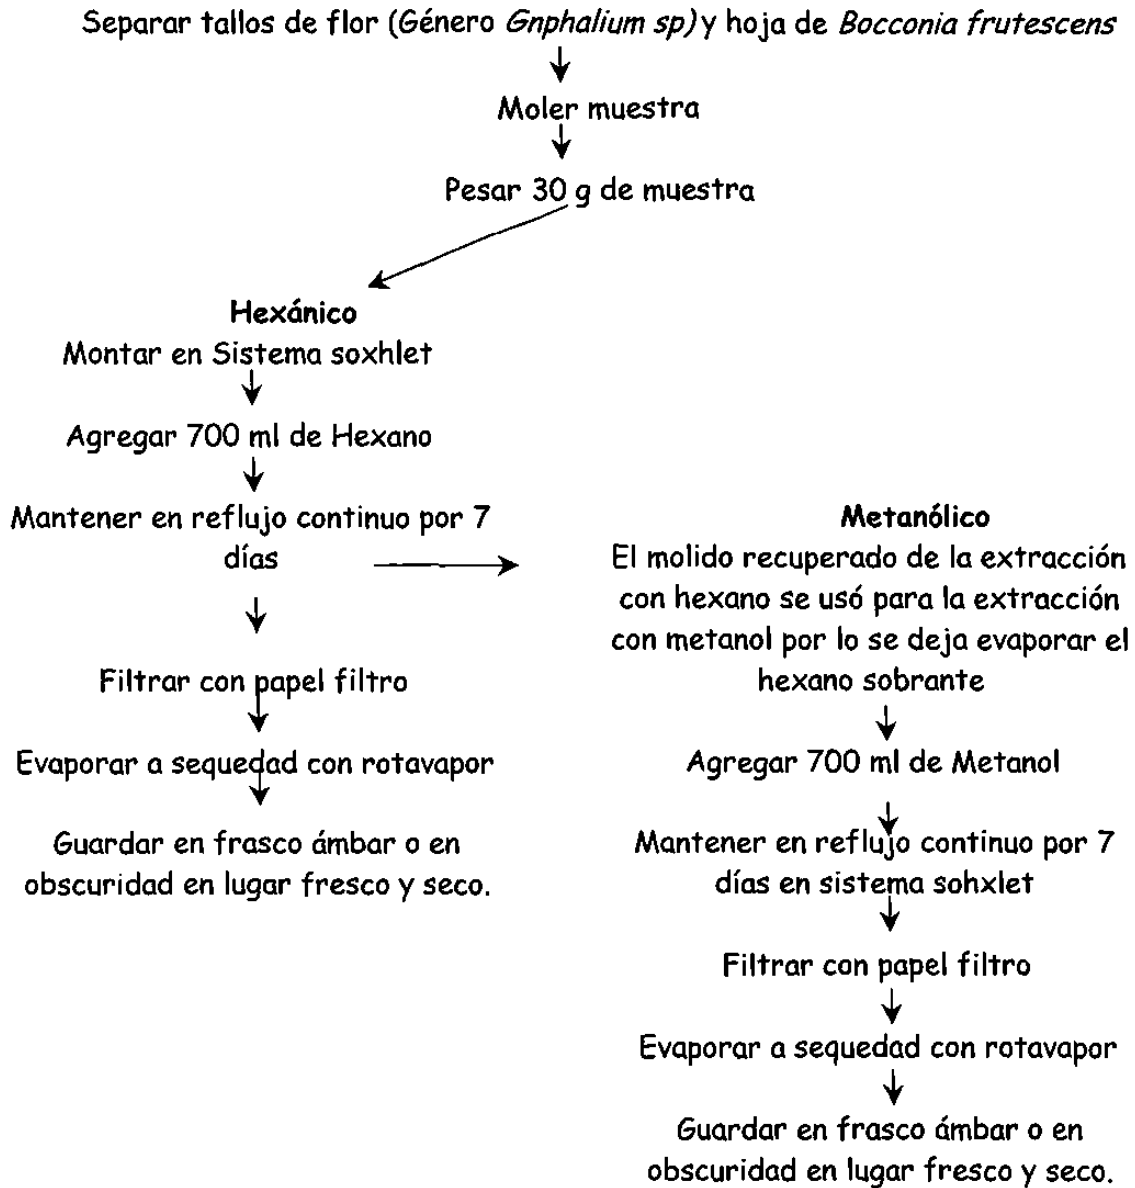 Separar tallos de flor (Género Gnphalium sp) y hoja de Bocconia frutescens
Moler muestra
Pesar 30 g de muestra
Hexánico
Montar en Sistema soxhlet
Agregar 700 ml de Hexano
Mantener en reflujo continuo por 7
días
Filtrar con papel filtro
Evaporar a sequedad con rotavapor
Guardar en frasco ámbar o en
obscuridad en lugar fresco y seco.
Metanólico
El molido recuperado de la extracción
con hexano se usó para la extracción
con metanol por lo se deja evaporar el
hexano sobrante
Agregar 700 ml de Metanol
Mantener en reflujo continuo por 7
días en sistema sohxlet
Filtrar con papel filtro
Evaporar a sequedad con rotavapor
Guardar en frasco ámbar o en
obscuridad en lugar fresco y seco.